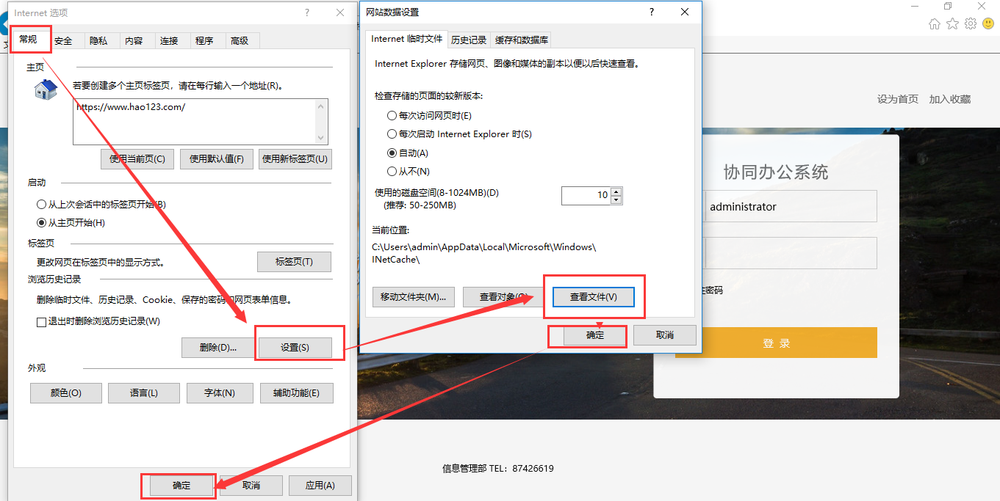 Internet 选项
常规
安全
隐私
内容
连接
程序
高级
主页
若要创建多个主页标签页，请在每行输入一个地址(R)。
https://www.hao123.com/
使用当前页(C)
使用默认值(F)
使用新标签页(U)
启动
从上次会话中的标签页开始(B)
从主页开始(H)
标签页
更改网页在标签页中的显示方式。
标签页(T)
浏览历史记录
删除临时文件、历史记录、Cookie、保存的密码和网页表单信息。
退出时删除浏览历史记录(W)
删除(D)...
设置(S)
外观
颜色(O)
语言(L)
字体(N)
辅助功能(E)
确定
取消
应用(A)
网站数据设置
Internet 临时文件
历史记录
缓存和数据库
Internet Explorer 存储网页、图像和媒体的副本以便以后快速查看。
检查存储的页面的较新版本:
每次访问网页时(E)
每次启动 Internet Explorer 时(S)
自动(A)
从不(N)
使用的磁盘空间(8-1024MB)(D)
(推荐: 50-250MB)
10
当前位置:
C:\Users\admin\AppData\Local\Microsoft\Windows\
INetCache\
移动文件夹(M)...
查看对象(O)
查看文件(V)
确定
取消
设为首页
加入收藏
协同办公系统
administrator
密码
登 录
信息管理部 TEL：87426619